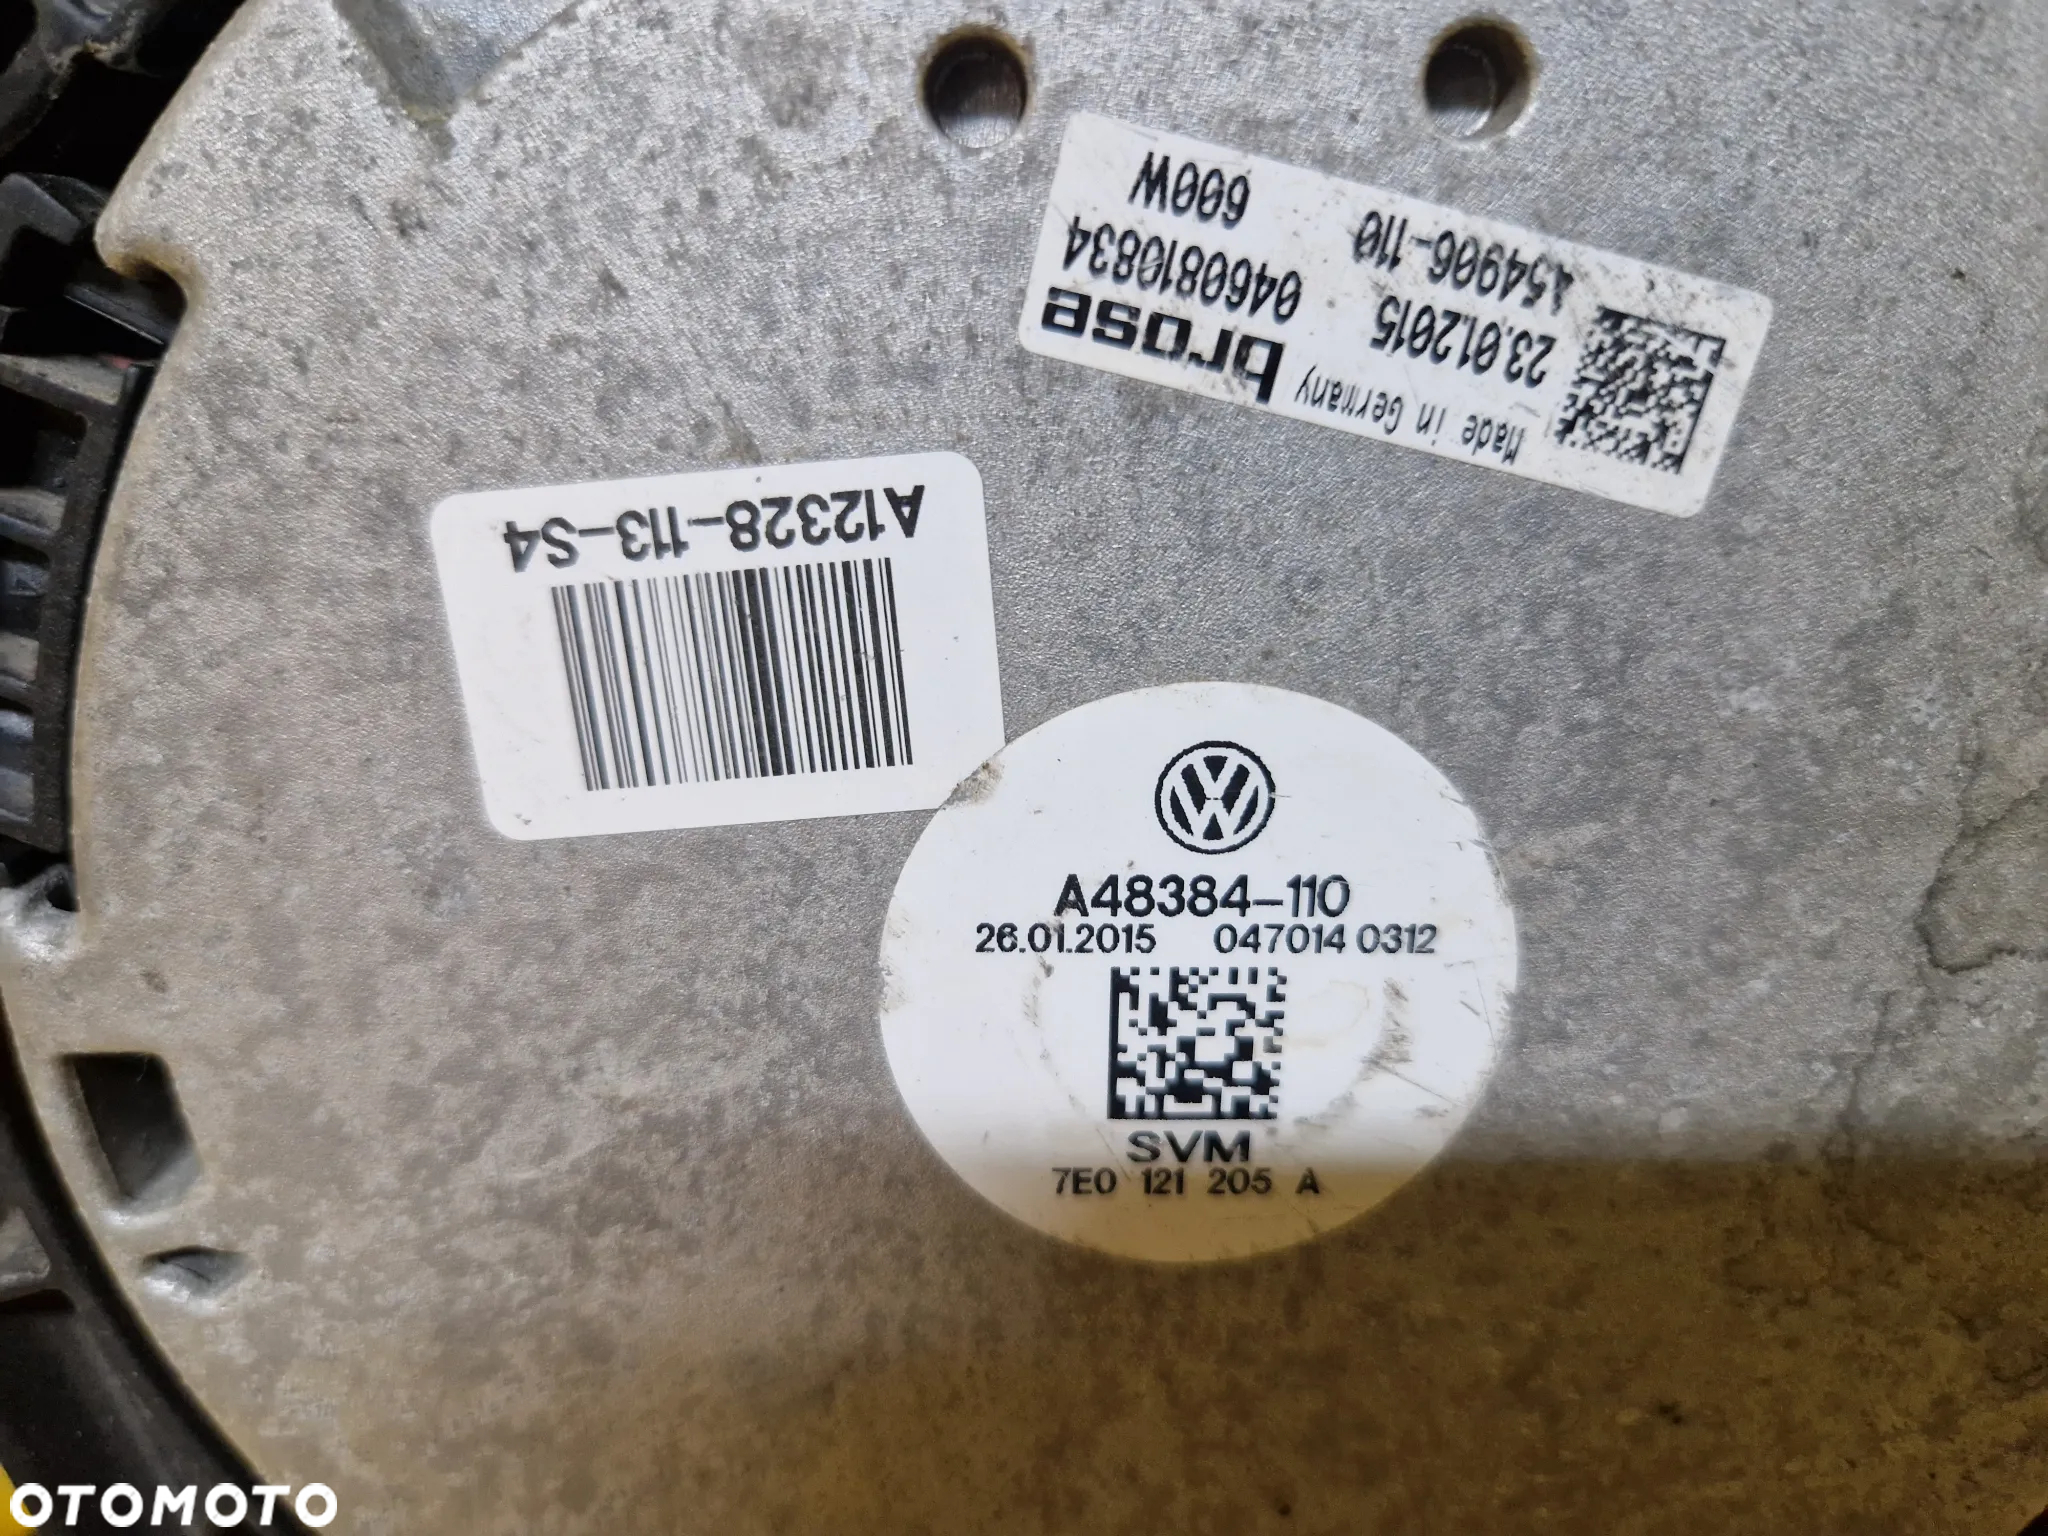 brose
Made in Germany
0460810834
23.01.2015
600W
454906-110
A12328-113-S4
A48384-110
26.01.2015 047014 0312
SVM
7E0 121 205 A
OTOMOTO